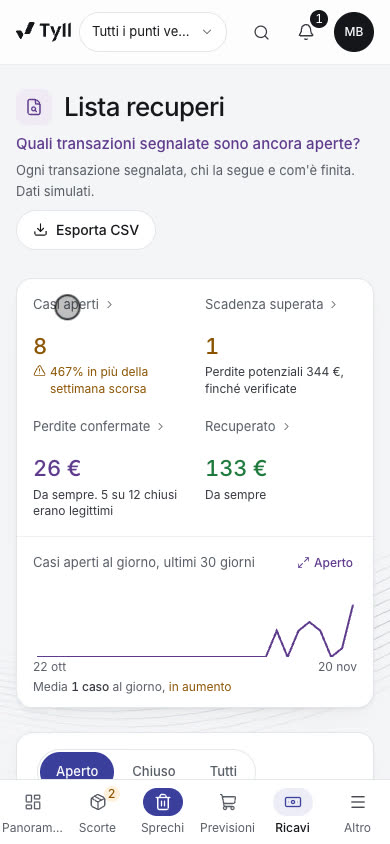 Tyll
Tutti i punti ve...
1
MB
Lista recuperi
Quali transazioni segnalate sono ancora aperte?
Ogni transazione segnalata, chi la segue e com'è finita.
Dati simulati.
Esporta CSV
Casi aperti
8
467% in più della
settimana scorsa
Scadenza superata
1
Perdite potenziali 344 €,
finché verificate
Perdite confermate
26 €
Da sempre. 5 su 12 chiusi
erano legittimi
Recuperato
133 €
Da sempre
Casi aperti al giorno, ultimi 30 giorni
Aperto
22 ott
20 nov
Media 1 caso al giorno, in aumento
Aperto
Chiuso
Tutti
Panoram...
2
Scorte
Sprechi
Previsioni
Ricavi
Altro